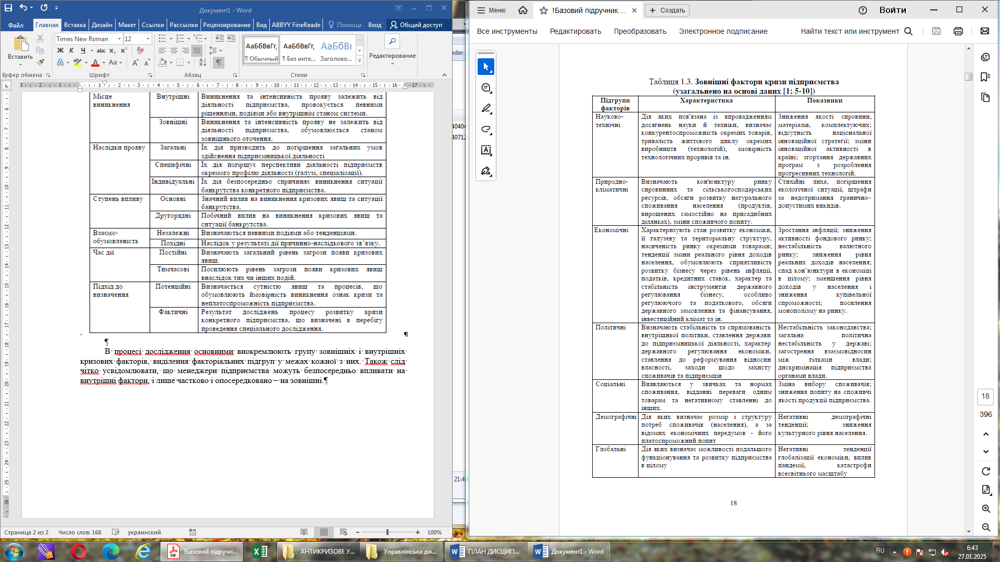 Документ1 - Word
Файл Главная Вставка Дизайн Макет Ссылки Рассылки Рецензирование Вид ABBYY FineReade Помощь Вход Общий доступ
Вставить
Times New Roman 12
Ж К Ч abc x₂ x²
Aa
АаБбВвГг, АаБбВвГг, АаБбВв
¶ Обычный ¶ Без инте... Заголово...
Редактирование
Буфер обмена Шрифт Абзац Стили
Місце виникнення
Внутрішні
Виникнення та інтенсивність прояву залежить від
діяльності підприємства, провокується певними
рішеннями, подіями або внутрішнім станом системи.
Зовнішні
Виникнення та інтенсивність прояву не залежить від
діяльності підприємства, обумовлюється станом
зовнішнього оточення.
Наслідки прояву
Загальні
Їх дія призводить до погіршення загальних умов
здійснення підприємницької діяльності
Специфічні
Їх дія погіршує перспективи діяльності підприємств
окремого профілю діяльності (галузі, спеціалізації).
Індивідуальні
Їх дія безпосередньо спричиняє виникнення ситуації
банкрутства конкретного підприємства.
Ступень впливу
Основні
Значний вплив на виникнення кризових явищ та ситуації
банкрутства.
Другорядні
Побічний вплив на виникнення кризових явищ та
ситуації банкрутства.
Взаємо-
обумовленість
Незалежні
Визначаються певними подіями або тенденціями.
Похідні
Наслідок у результаті дії причинно-наслідкового зв’язку.
Час дії
Постійні
Визначають загальний рівень загрози появи кризових
явищ.
Тимчасові
Посилюють рівень загрози появи кризових явищ
внаслідок тих чи інших подій.
Підхід до
визначення
Потенційні
Визначається сутністю явищ та процесів, що
обумовлюють ймовірність виникнення ознак кризи та
неплатоспроможність підприємства.
Фактичні
Результат досліджень процесу розвитку кризи
конкретного підприємства, що визначені в перебігу
проведення спеціального дослідження.
¶
¶
В процесі дослідження основними виокремлюють групу зовнішніх і внутрішніх
кризових факторів, виділення факторіальних підгруп у межах кожної з них. Також слід
чітко усвідомлювати, що менеджери підприємства можуть безпосередньо впливати на
внутрішні фактори, і лише частково і опосередковано – на зовнішні.¶
Страница 2 из 2 Число слов: 168 украинский 100%
ader
40404
40712
21:4
Меню !Базовий підручник.... Создать Войти
Все инструменты Редактировать Преобразовать Электронное подписание Найти текст или инструмент
Таблиця 1.3. Зовнішні фактори кризи підприємства
(узагальнено на основі даних [1; 5-10])
Підгрупи
факторів
Характеристика
Показники
Науково-
технічні
Дія яких пов'язана із впровадженням
досягнень науки й техніки, визначає
конкурентоспроможність окремих товарів,
тривалість життєвого циклу окремих
виробництв (технологій), імовірність
технологічних проривів та ін.
Зниження якості сировини,
матеріалів, комплектуючих;
відсутність національної
інноваційної стратегії; зміни
інноваційної активності в
країні; згортання державних
програм з розроблення
прогресивних технологій.
Природно-
кліматичні
Визначають кон'юнктуру ринку
сировинних та сільськогосподарських
ресурсів, обсяги розвитку натурального
споживання населення (продуктів,
вирощених самостійно на присадибних
ділянках), зміни споживчого попиту.
Стихійні лиха, погіршення
екологічної ситуації, штрафи
за недотримання гранично–
допустимих викидів.
Економічні
Характеризують стан розвитку економіки,
її галузеву та територіальну структуру,
насиченість ринку окремими товарами;
тенденції зміни реального рівня доходів
населення, обумовлюють сприятливість
розвитку бізнесу через рівень інфляції,
податків, кредитних ставок, характер та
стабільність інструментів державного
регулювання бізнесу, особливо
регулюючого та податкового, обсяги
державного замовлення та фінансування,
інвестиційний клімат та ін.
Зростання інфляції; зниження
активності фондового ринку;
нестабільність валютного
ринку; зниження рівня
реальних доходів населення;
спад кон’юнктури в економіці
в цілому; зменшення рівня
доходів у населення і
зниження купівельної
спроможності; посилення
монополізму на ринку.
Політичні
Визначають стабільність та спрямованість
внутрішньої політики, ставлення держави
до підприємницької діяльності, характер
державного регулювання економіки,
ставлення до реформування відносин
власності, заходи щодо захисту
споживачів та підприємців
Нестабільність законодавства;
загальна політична
нестабільність у державі;
загострення взаємовідносин
між гілками влади;
дискримінація підприємства
органами влади.
Соціальні
Виявляються у звичках та нормах
споживання, відданні переваги одним
товарам та негативному ставленні до
інших.
Зміна вибору споживачів;
зниження попиту на споживчі
якості продукції підприємства.
Демографічні
Дія яких визначає розмір і структуру
потреб споживачів (населення), а за
відомих економічних передумов - його
платоспроможний попит
Негативні демографічні
тенденції; зниження
культурного рівня населення.
Глобальні
Дія яких визначає можливості подальшого
функціонування та розвитку підприємства
в цілому
Негативні тенденції
глобалізації економіки, вплив
пандемії, катастрофи
всесвітнього масштабу
18
18
396
!Базовий підручн... АНТИКРИЗОВЕ У... Управлінська дія... ПЛАН ДИСЦИП... Документ1 - Word RU 6:43
27.01.2025